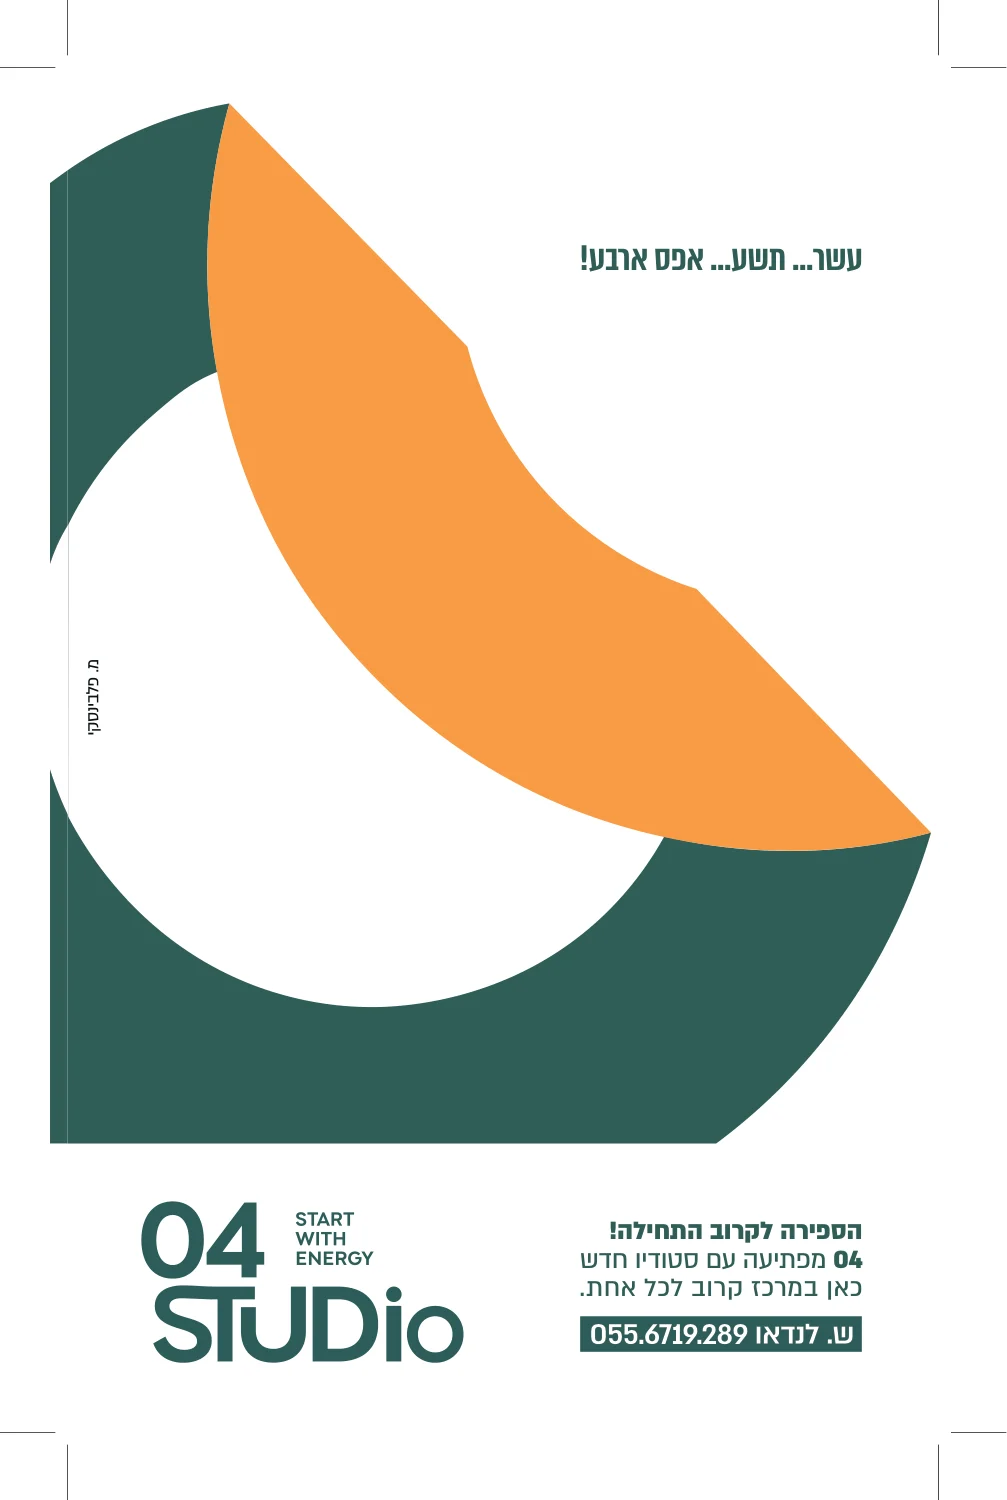 עשר... תשע... אפס ארבע!
מ. פלבינסקי
הספירה לקרוב התחילה!
04 מפתיעה עם סטודיו חדש
כאן במרכז קרוב לכל אחת.
ש. לנדאו 055.6719.289
04
START
WITH
ENERGY
STUDio